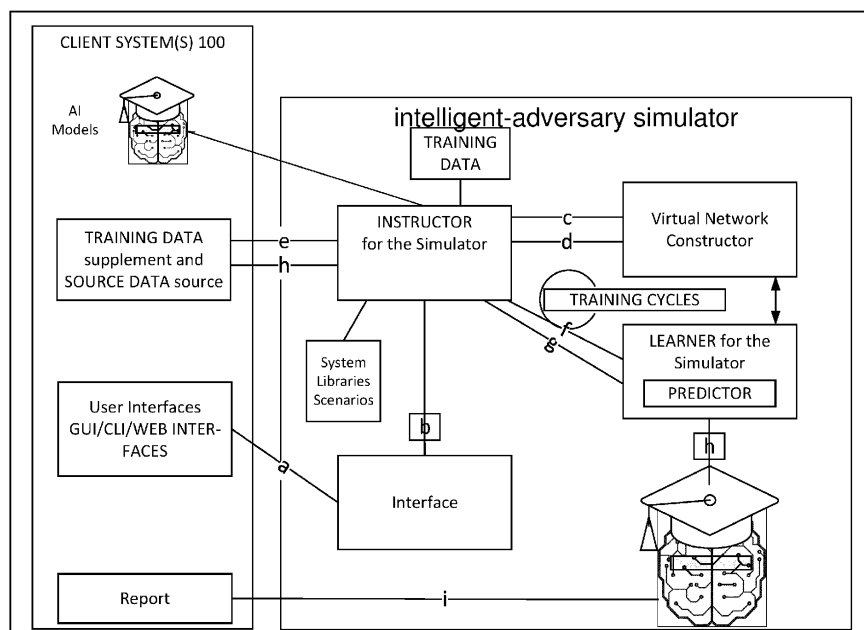 CLIENT SYSTEM(S) 100
AI
Models
intelligent-adversary simulator
TRAINING
DATA
INSTRUCTOR
for the Simulator
c
d
Virtual Network
Constructor
TRAINING DATA
supplement and
SOURCE DATA source
e
h
TRAINING CYCLES
f
g
LEARNER for the
Simulator
PREDICTOR
System
Libraries
Scenarios
User Interfaces
GUI/CLI/WEB INTER-
FACES
a
b
h
Interface
Report
i